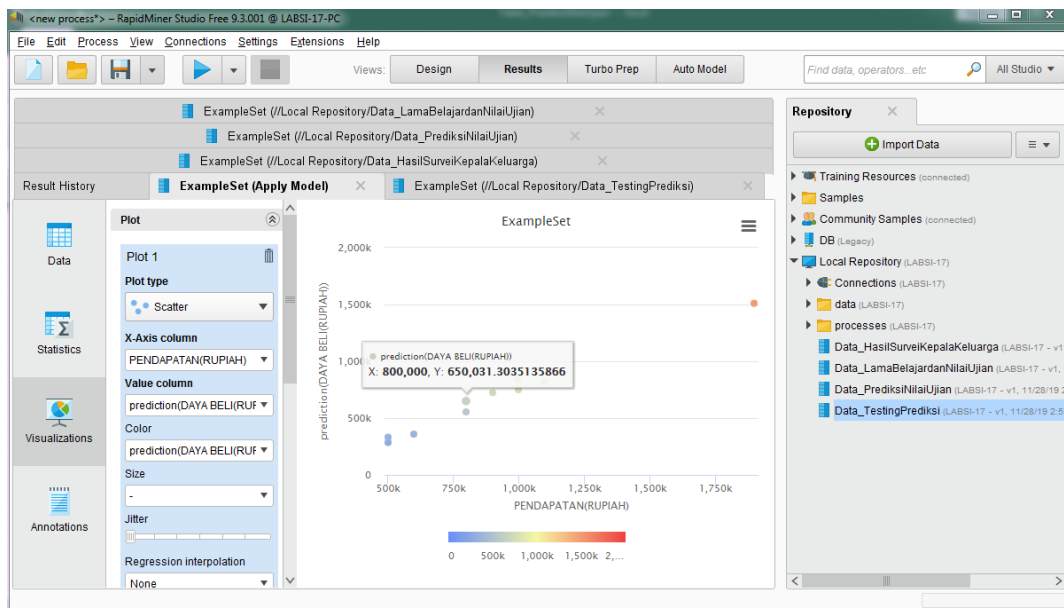 <new process*> – RapidMiner Studio Free 9.3.001 @ LABSI-17-PC
File Edit Process View Connections Settings Extensions Help
Views: Design Results Turbo Prep Auto Model Find data, operators...etc All Studio
ExampleSet (//Local Repository/Data_LamaBelajardanNilaiUjian)
ExampleSet (//Local Repository/Data_PrediksiNilaiUjian)
ExampleSet (//Local Repository/Data_HasilSurveiKepalaKeluarga)
Result History ExampleSet (Apply Model) ExampleSet (//Local Repository/Data_TestingPrediksi)
Data
Statistics
Visualizations
Annotations
Plot
Plot 1
Plot type
Scatter
X-Axis column
PENDAPATAN(RUPIAH)
Value column
prediction(DAYA BELI(RUF
Color
prediction(DAYA BELI(RUF
Size
-
Jitter
Regression interpolation
None
ExampleSet
prediction(DAYA BELI(RUPIAH))
2,000k
1,500k
1,000
500k
0
prediction(DAYA BELI(RUPIAH))
X: 800,000, Y: 650,031.3035135866
500k 750k 1,000k 1,250k 1,500k 1,750k
PENDAPATAN(RUPIAH)
0 500k 1,000k 1,500k 2,...
Repository
Import Data
Training Resources (connected)
Samples
Community Samples (connected)
DB (Legacy)
Local Repository (LABSI-17)
Connections (LABSI-17)
data (LABSI-17)
processes (LABSI-17)
Data_HasilSurveiKepalaKeluarga (LABSI-17 - v1
Data_LamaBelajardanNilaiUjian (LABSI-17 - v1,
Data_PrediksiNilaiUjian (LABSI-17 - v1, 11/28/19 2
Data_TestingPrediksi (LABSI-17 - v1, 11/28/19 2:5